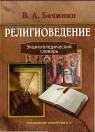 В. А. Бачинин
РЕЛИГИОВЕДЕНИЕ
Энциклопедический
словарь